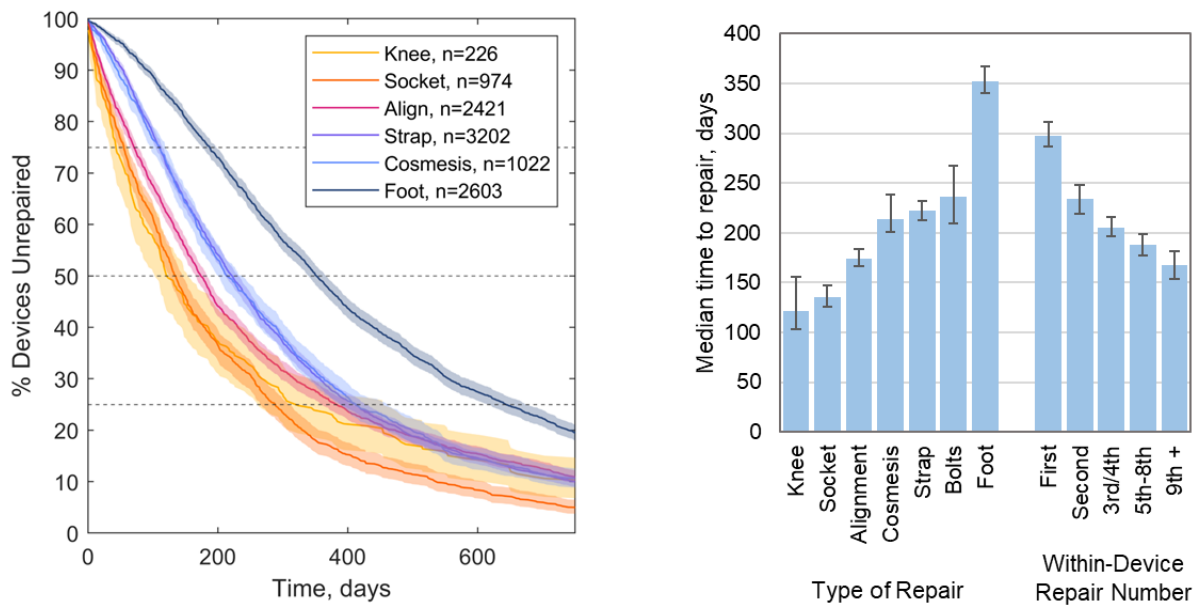 100
90
80
70
60
50
40
30
20
10
0
% Devices Unrepaired
Knee, n=226
Socket, n=974
Align, n=2421
Strap, n=3202
Cosmesis, n=1022
Foot, n=2603
0
200
400
600
Time, days
400
350
300
250
200
150
100
50
0
Median time to repair, days
Knee
Socket
Alignment
Cosmesis
Strap
Bolts
Foot
First
Second
3rd/4th
5th-8th
9th +
Type of Repair
Within-Device
Repair Number